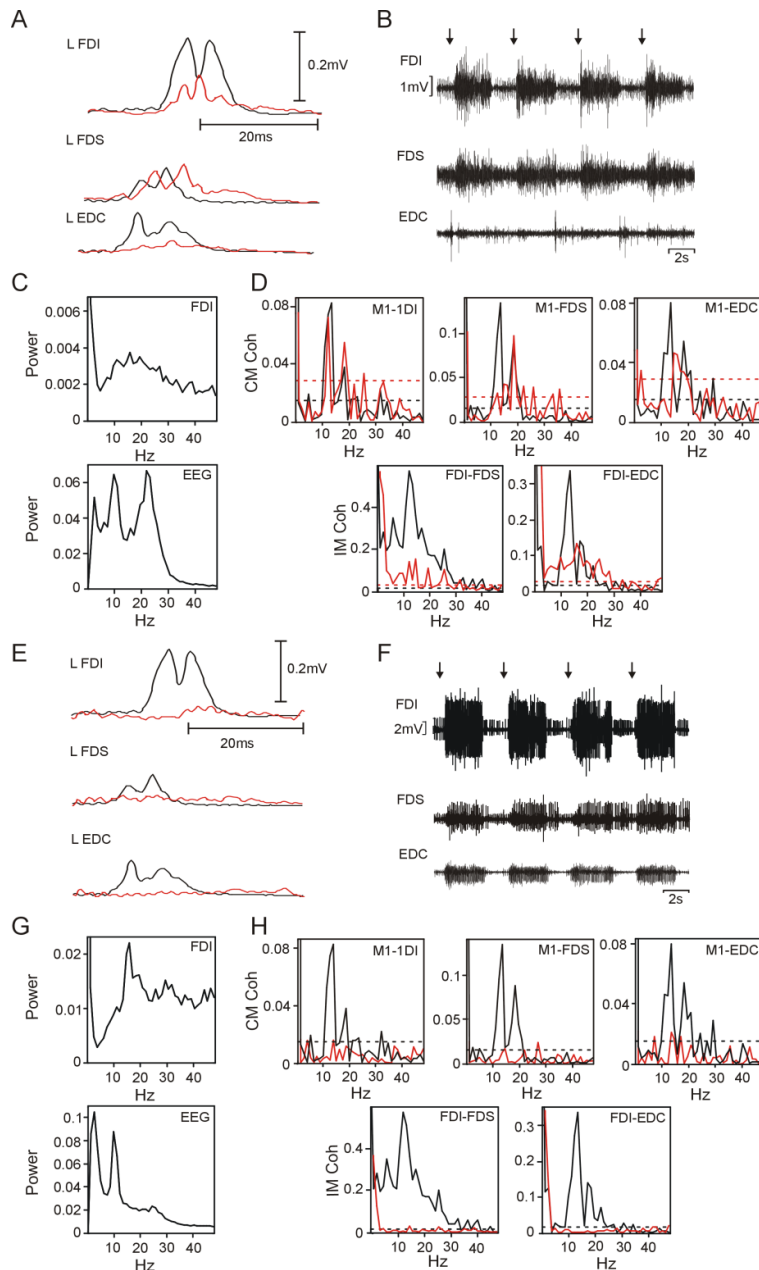 A
L FDI
0.2mV
20ms
L FDS
L EDC
B
FDI
1mV
FDS
EDC
2s
C
FDI
0.006
0.004
0.002
0
Power
10 20 30 40
Hz
EEG
0.06
0.04
0.02
0
Power
10 20 30 40
Hz
D
M1-1DI
0.08
0.04
0
CM Coh
10 20 30 40
Hz
M1-FDS
0.1
0.05
0
10 20 30 40
Hz
M1-EDC
0.08
0.04
0
10 20 30 40
Hz
FDI-FDS
0.4
0.2
0
IM Coh
10 20 30 40
Hz
FDI-EDC
0.3
0.1
0
10 20 30 40
Hz
E
L FDI
0.2mV
20ms
L FDS
L EDC
F
FDI
2mV
FDS
EDC
2s
G
FDI
0.02
0.01
0
Power
10 20 30 40
Hz
EEG
0.1
0.08
0.06
0.04
0.02
0
Power
10 20 30 40
Hz
H
M1-1DI
0.08
0.04
0
CM Coh
10 20 30 40
Hz
M1-FDS
0.1
0.05
0
10 20 30 40
Hz
M1-EDC
0.08
0.04
0
10 20 30 40
Hz
FDI-FDS
0.4
0.2
0
IM Coh
10 20 30 40
Hz
FDI-EDC
0.3
0.2
0.1
0
10 20 30 40
Hz